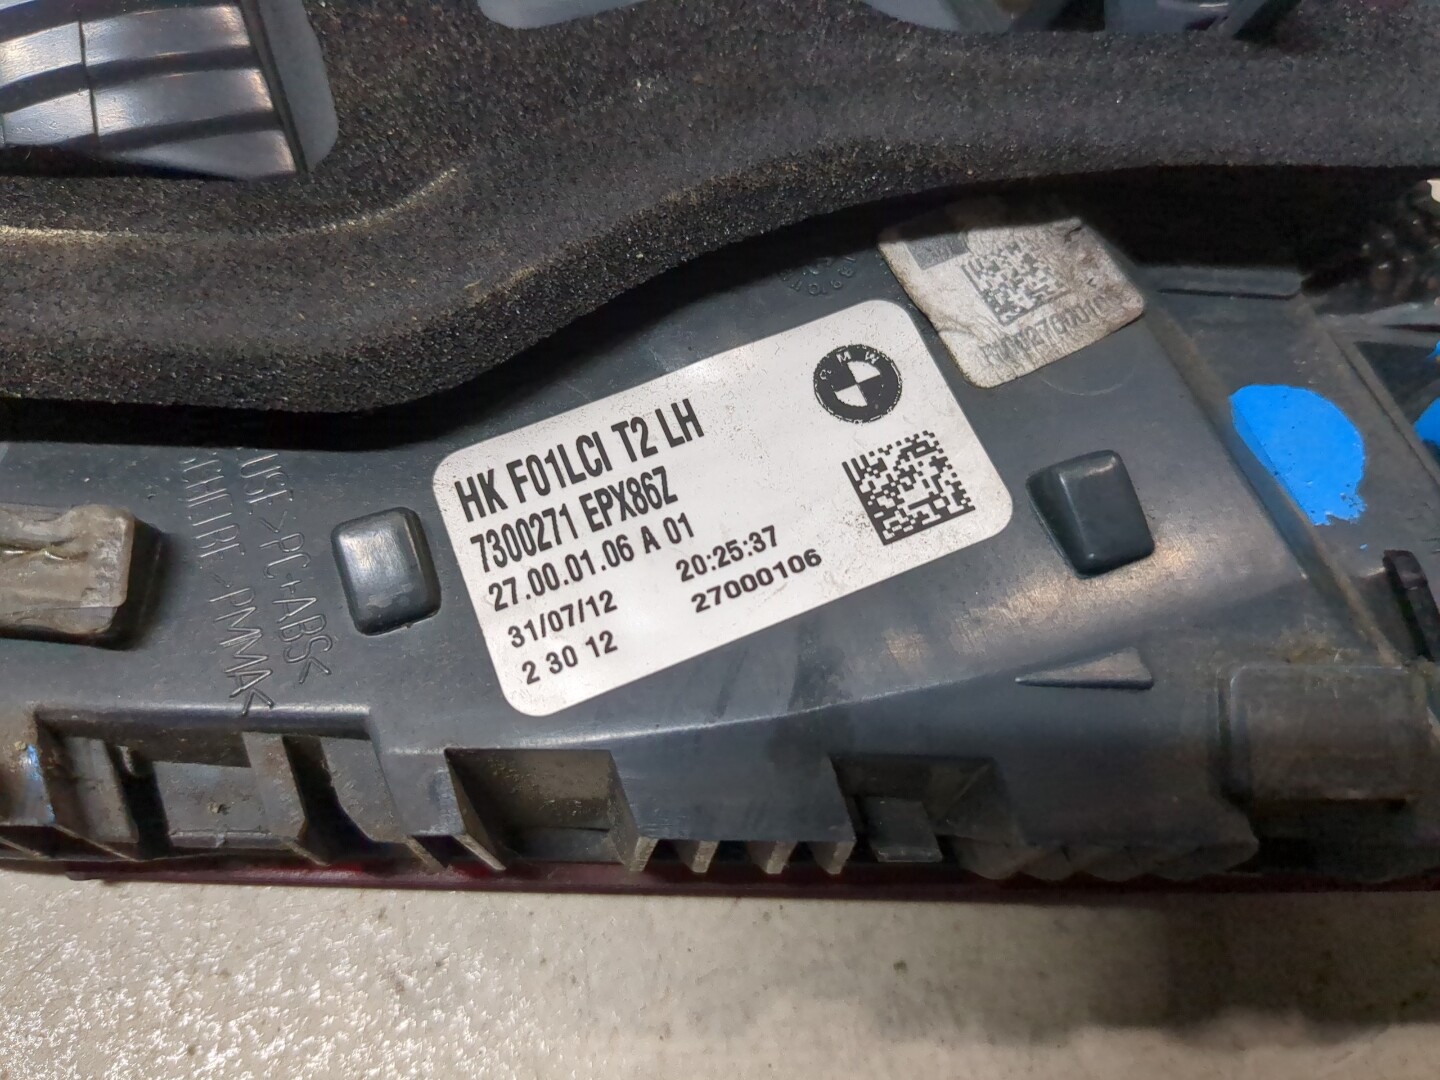 BMW
HK F01LCI T2 LH
7300271 EPX86Z
27.00.01.06 A 01
31/07/12 20:25:37
2 30 12 27000106
>PC+ABS<
>PMMA<